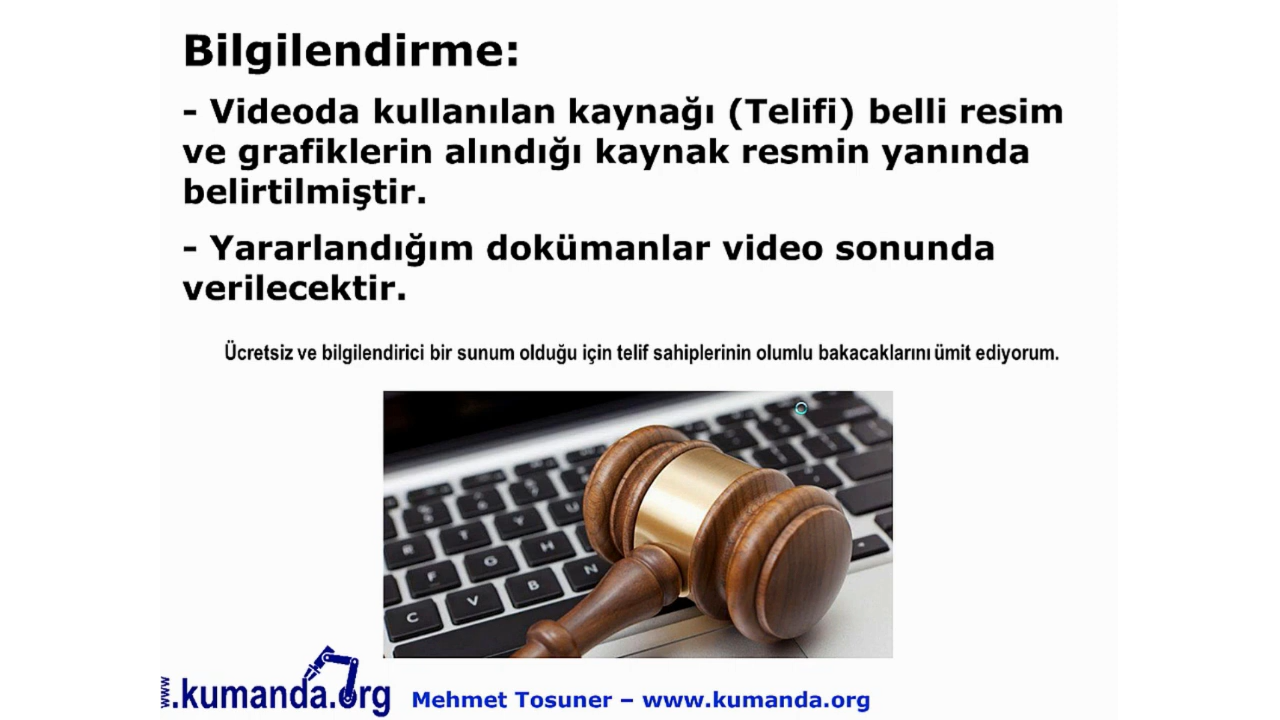 Bilgilendirme:
- Videoda kullanılan kaynağı (Telifi) belli resim
ve grafiklerin alındığı kaynak resmin yanında
belirtilmiştir.
- Yararlandığım dokümanlar video sonunda
verilecektir.
Ücretsiz ve bilgilendirici bir sunum olduğu için telif sahiplerinin olumlu bakacaklarını ümit ediyorum.
R T Y U
F G H
C V B N
www.kumanda.org
Mehmet Tosuner – www.kumanda.org